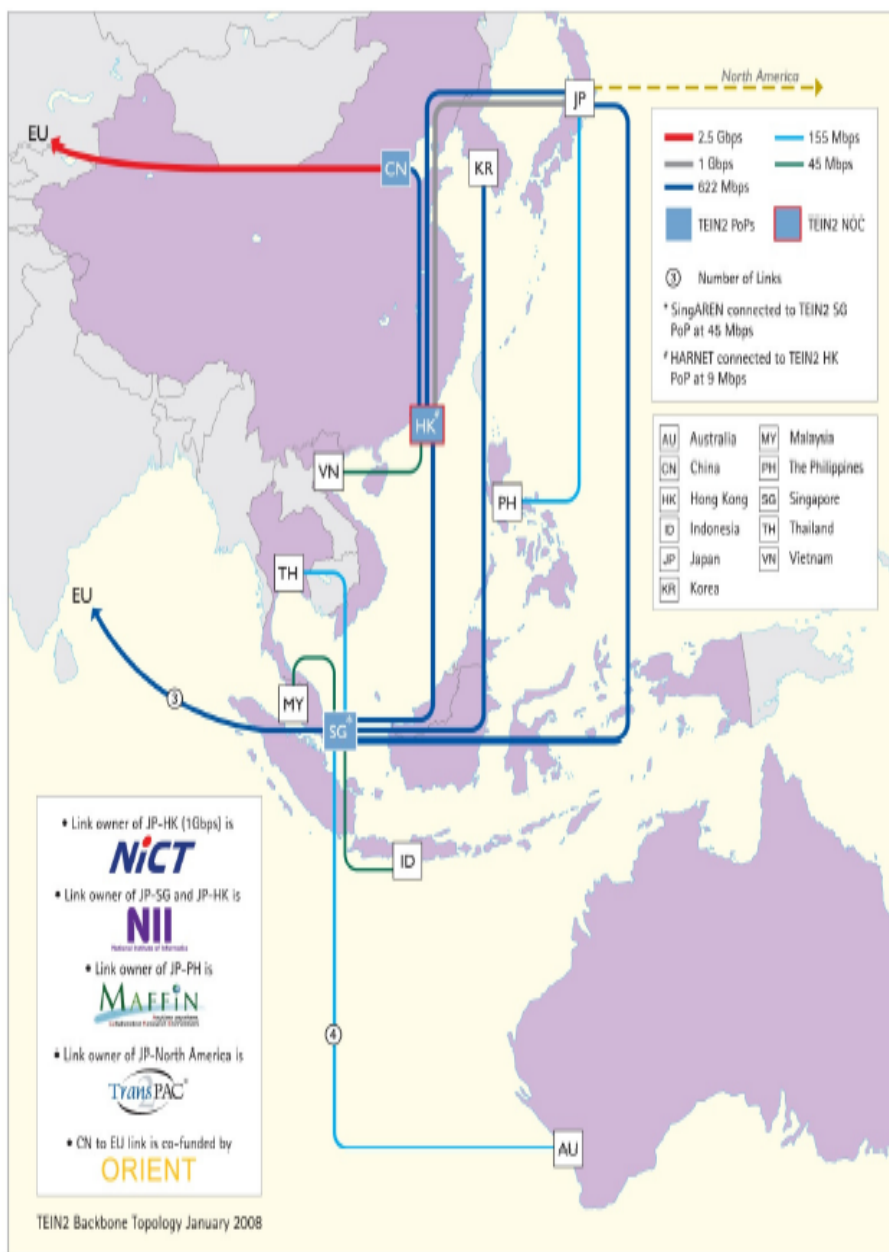 North America
JP
EU
CN
KR
2.5 Gbps
155 Mbps
1 Gbps
45 Mbps
622 Mbps
TEIN2 PoPs
TEIN2 NOC
3 Number of Links
* SingAREN connected to TEIN2 SG
PoP at 45 Mbps
# HARNET connected to TEIN2 HK
PoP at 9 Mbps
HK#
VN
PH
AU Australia
MY Malaysia
CN China
PH The Philippines
HK Hong Kong
SG Singapore
ID Indonesia
TH Thailand
JP Japan
VN Vietnam
KR Korea
TH
EU
3
MY
SG*
ID
• Link owner of JP-HK (1Gbps) is
NiCT
• Link owner of JP-SG and JP-HK is
NII
National Institute of Informatics
• Link owner of JP-PH is
MAFFIN
• Link owner of JP-North America is
TransPAC2
• CN to EU link is co-funded by
ORIENT
4
AU
TEIN2 Backbone Topology January 2008